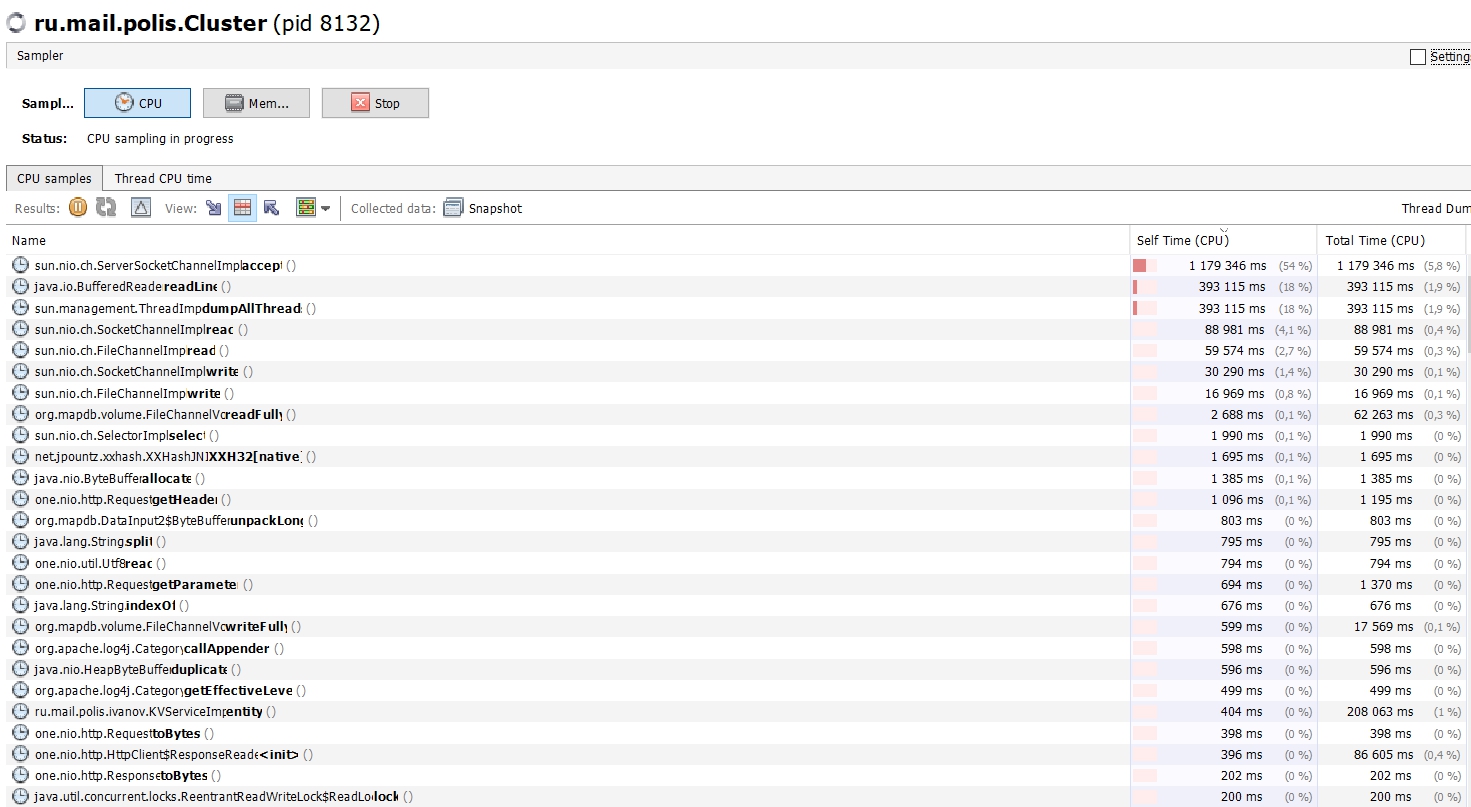 ru.mail.polis.Cluster (pid 8132)
Sampler
Setting
Sampl... CPU Mem... Stop
Status: CPU sampling in progress
CPU samples Thread CPU time
Results: View: Collected data: Snapshot Thread Dum
Name Self Time (CPU) Total Time (CPU)
sun.nio.ch.ServerSocketChannelImplaccept () 1 179 346 ms (54 %) 1 179 346 ms (5,8 %)
java.io.BufferedReadereadLine () 393 115 ms (18 %) 393 115 ms (1,9 %)
sun.management.ThreadImpdumpAllThreads () 393 115 ms (18 %) 393 115 ms (1,9 %)
sun.nio.ch.SocketChannelImplread () 88 981 ms (4,1 %) 88 981 ms (0,4 %)
sun.nio.ch.FileChannelImpread () 59 574 ms (2,7 %) 59 574 ms (0,3 %)
sun.nio.ch.SocketChannelImplwrite () 30 290 ms (1,4 %) 30 290 ms (0,1 %)
sun.nio.ch.FileChannelImpwrite () 16 969 ms (0,8 %) 16 969 ms (0,1 %)
org.mapdb.volume.FileChannelVoreadFully () 2 688 ms (0,1 %) 62 263 ms (0,3 %)
sun.nio.ch.SelectorImplselect () 1 990 ms (0,1 %) 1 990 ms (0 %)
net.jpountz.xxhash.XXHashJNIXXH32[native] () 1 695 ms (0,1 %) 1 695 ms (0 %)
java.nio.ByteBufferallocate () 1 385 ms (0,1 %) 1 385 ms (0 %)
one.nio.http.RequestgetHeader () 1 096 ms (0,1 %) 1 195 ms (0 %)
org.mapdb.DataInput2$ByteBufferunpackLong () 803 ms (0 %) 803 ms (0 %)
java.lang.String.split () 795 ms (0 %) 795 ms (0 %)
one.nio.util.Utf8read () 794 ms (0 %) 794 ms (0 %)
one.nio.http.RequestgetParameter () 694 ms (0 %) 1 370 ms (0 %)
java.lang.String.indexOf () 676 ms (0 %) 676 ms (0 %)
org.mapdb.volume.FileChannelVowriteFully () 599 ms (0 %) 17 569 ms (0,1 %)
org.apache.log4j.CategorycallAppender () 598 ms (0 %) 598 ms (0 %)
java.nio.HeapByteBufferduplicate () 596 ms (0 %) 596 ms (0 %)
org.apache.log4j.CategorygetEffectiveLeve () 499 ms (0 %) 499 ms (0 %)
ru.mail.polis.ivanov.KVServiceImpentity () 404 ms (0 %) 208 063 ms (1 %)
one.nio.http.RequesttoBytes () 398 ms (0 %) 398 ms (0 %)
one.nio.http.HttpClient$ResponseReade<init> () 396 ms (0 %) 86 605 ms (0,4 %)
one.nio.http.ResponsetoBytes () 202 ms (0 %) 202 ms (0 %)
java.util.concurrent.locks.ReentrantReadWriteLock$ReadLolock () 200 ms (0 %) 200 ms (0 %)